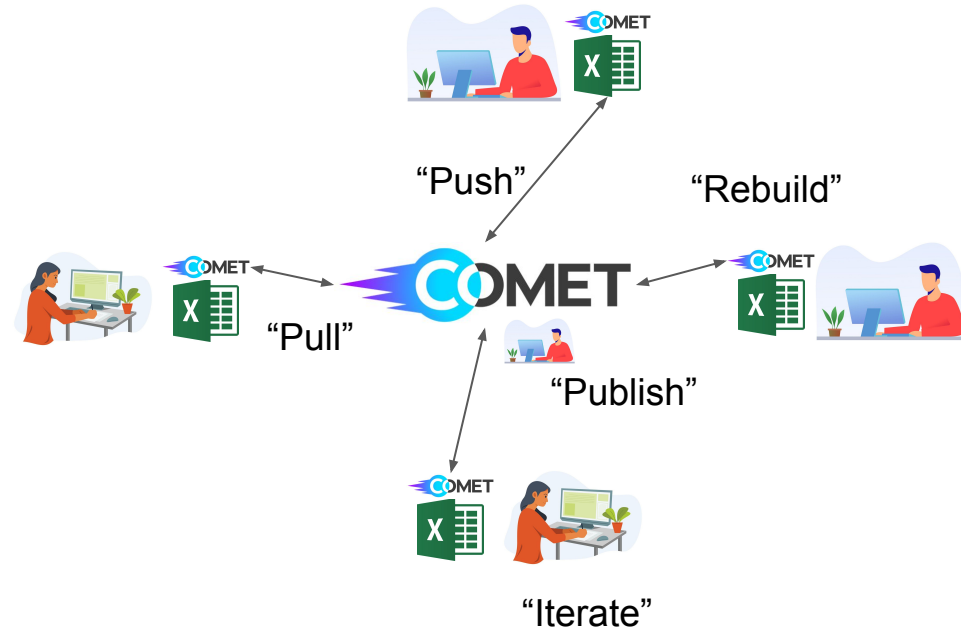 COMET
X
“Push”
“Rebuild”
COMET
X
“Pull”
COMET
COMET
X
“Publish”
COMET
X
“Iterate”